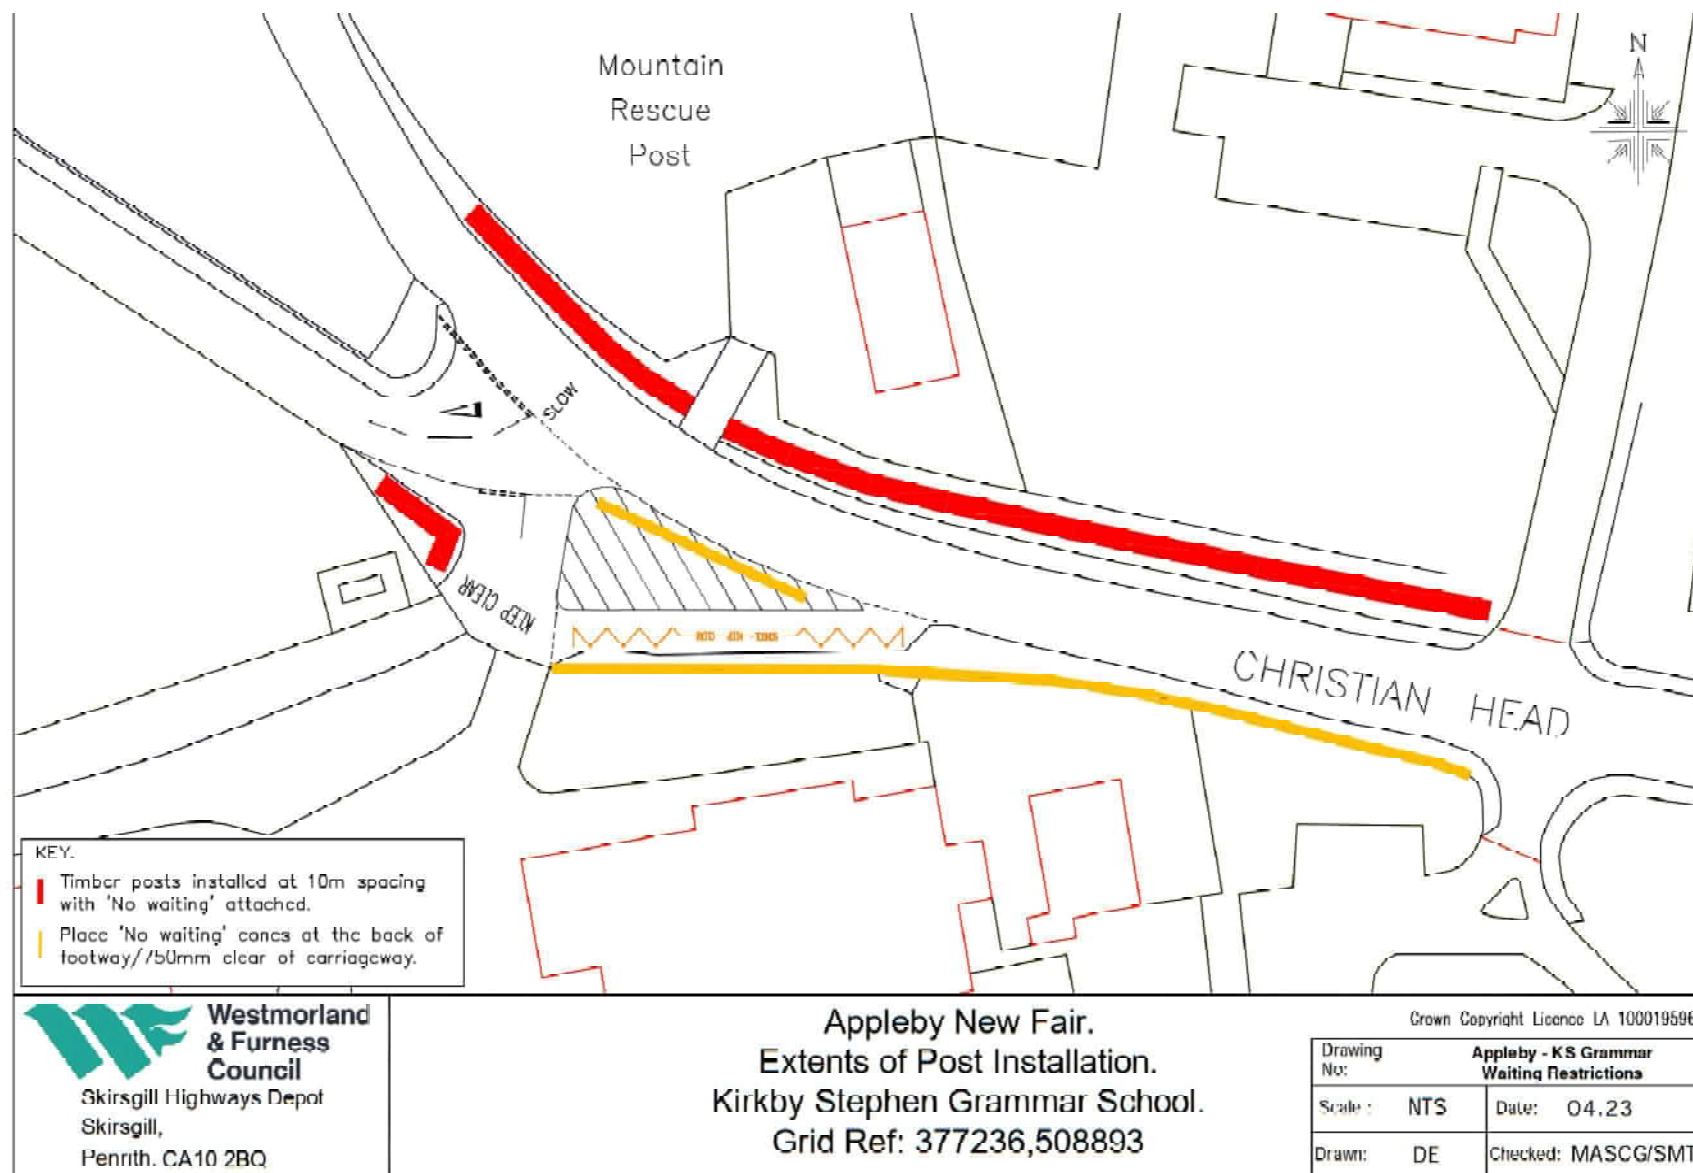 Mountain
Rescue
Post
N
SLOW
KEEP CLEAR
CHRISTIAN HEAD
KEY.
Timber posts installed at 10m spacing
with 'No waiting' attached.
Place 'No waiting' cones at the back of
footway/750mm clear of carriageway.
Westmorland
& Furness
Council
Skirsgill Highways Depot
Skirsgill,
Penrith. CA10 2BQ
Appleby New Fair.
Extents of Post Installation.
Kirkby Stephen Grammar School.
Grid Ref: 377236,508893
Crown Copyright Licence LA 100019596
Drawing No: Appleby - KS Grammar
Waiting Restrictions
Scale : NTS Date: 04.23
Drawn: DE Checked: MASCG/SMT